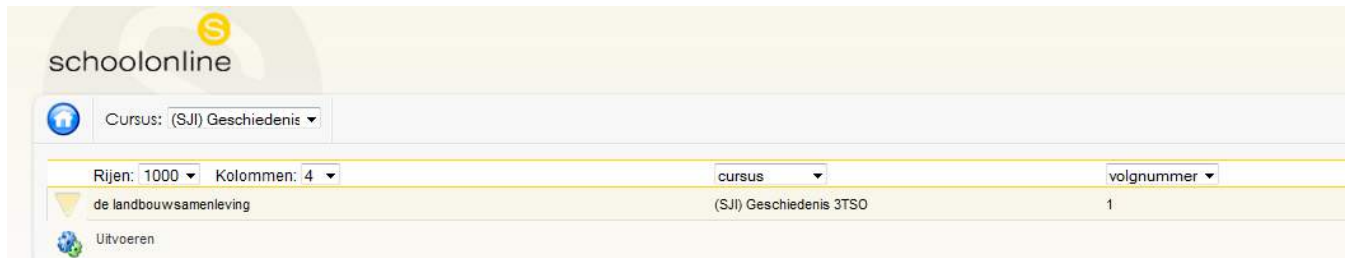 S
schoolonline
Cursus: (SJI) Geschiedenis
Rijen: 1000 Kolommen: 4 cursus volgnummer
de landbouwsamenleving (SJI) Geschiedenis 3TSO 1
Uitvoeren